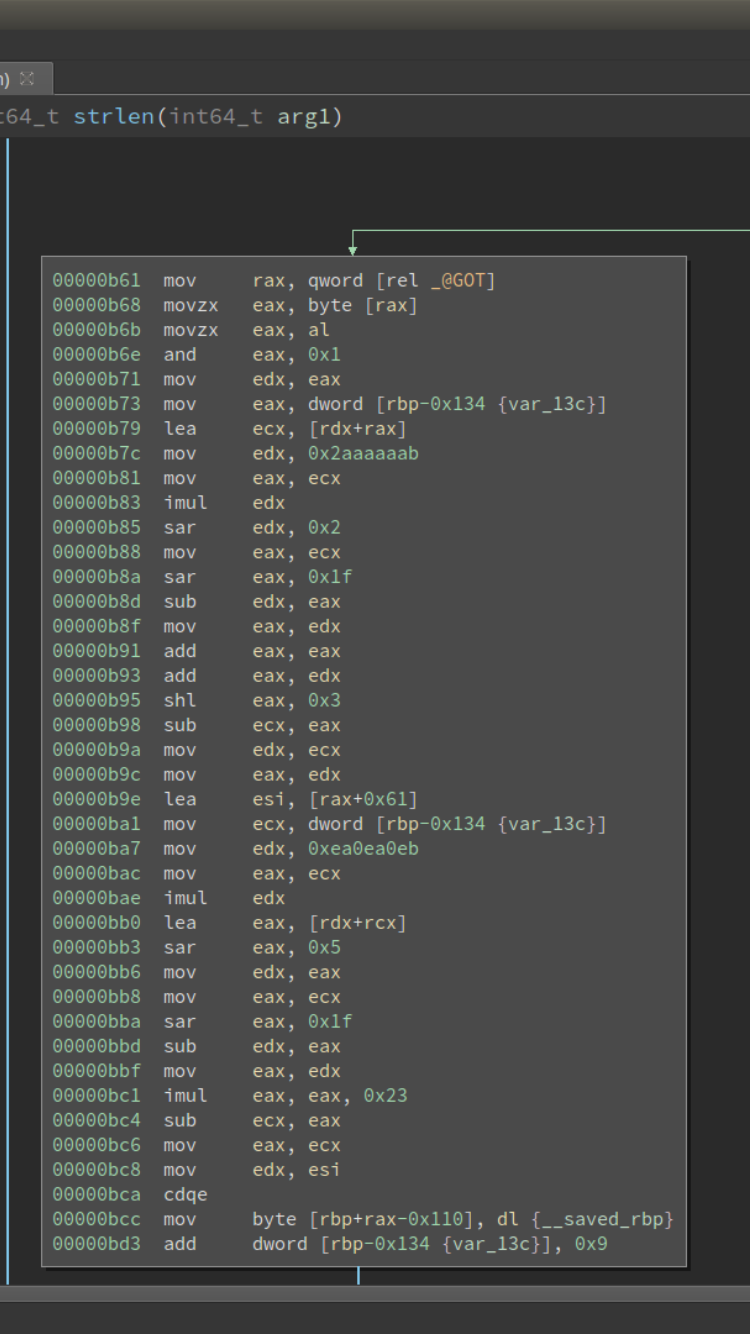 n)
t64_t strlen(int64_t arg1)
00000b61 mov rax, qword [rel _@GOT]
00000b68 movzx eax, byte [rax]
00000b6b movzx eax, al
00000b6e and eax, 0x1
00000b71 mov edx, eax
00000b73 mov eax, dword [rbp-0x134 {var_13c}]
00000b79 lea ecx, [rdx+rax]
00000b7c mov edx, 0x2aaaaaab
00000b81 mov eax, ecx
00000b83 imul edx
00000b85 sar edx, 0x2
00000b88 mov eax, ecx
00000b8a sar eax, 0x1f
00000b8d sub edx, eax
00000b8f mov eax, edx
00000b91 add eax, eax
00000b93 add eax, edx
00000b95 shl eax, 0x3
00000b98 sub ecx, eax
00000b9a mov edx, ecx
00000b9c mov eax, edx
00000b9e lea esi, [rax+0x61]
00000ba1 mov ecx, dword [rbp-0x134 {var_13c}]
00000ba7 mov edx, 0xea0ea0eb
00000bac mov eax, ecx
00000bae imul edx
00000bb0 lea eax, [rdx+rcx]
00000bb3 sar eax, 0x5
00000bb6 mov edx, eax
00000bb8 mov eax, ecx
00000bba sar eax, 0x1f
00000bbd sub edx, eax
00000bbf mov eax, edx
00000bc1 imul eax, eax, 0x23
00000bc4 sub ecx, eax
00000bc6 mov eax, ecx
00000bc8 mov edx, esi
00000bca cdqe
00000bcc mov byte [rbp+rax-0x110], dl {__saved_rbp}
00000bd3 add dword [rbp-0x134 {var_13c}], 0x9